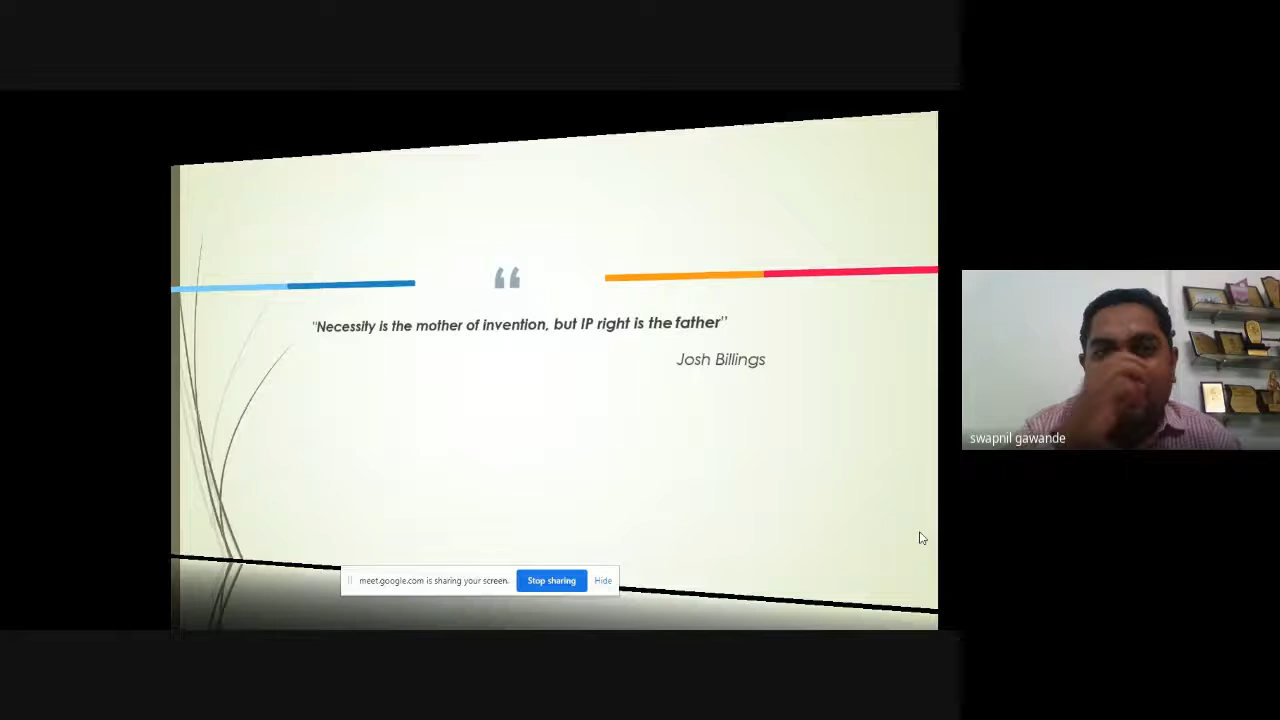 “
"Necessity is the mother of invention, but IP right is the father”
Josh Billings
swapnil gawande
meet.google.com is sharing your screen.
Stop sharing
Hide